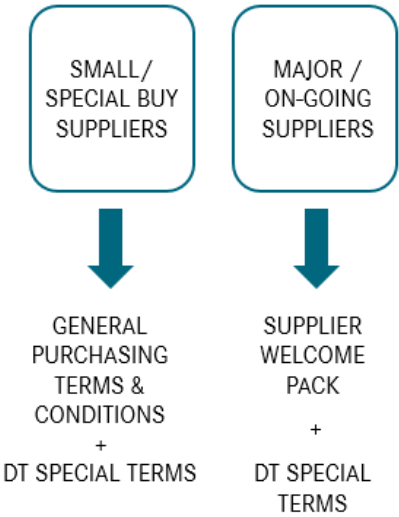 SMALL/
SPECIAL BUY
SUPPLIERS
MAJOR /
ON-GOING
SUPPLIERS
GENERAL
PURCHASING
TERMS &
CONDITIONS
+
DT SPECIAL TERMS
SUPPLIER
WELCOME
PACK
+
DT SPECIAL
TERMS